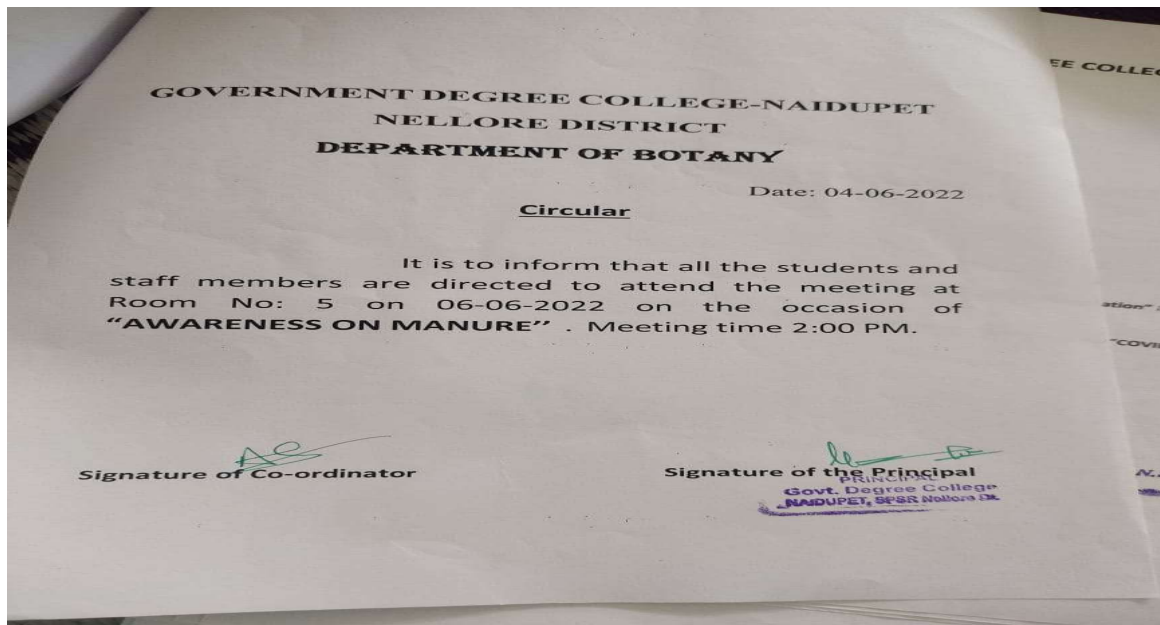 GOVERNMENT DEGREE COLLEGE-NAIDUPET
NELLORE DISTRICT
DEPARTMENT OF BOTANY
Date: 04-06-2022
Circular
It is to inform that all the students and
staff members are directed to attend the meeting at
Room No: 5 on 06-06-2022 on the occasion of
“AWARENESS ON MANURE” . Meeting time 2:00 PM.
Signature of Co-ordinator
Signature of the Principal
PRINCIPAL
Govt. Degree College
NAIDUPET, SPSR Nellore Dt.
EE COLLEG
ation"
"COVI
N.